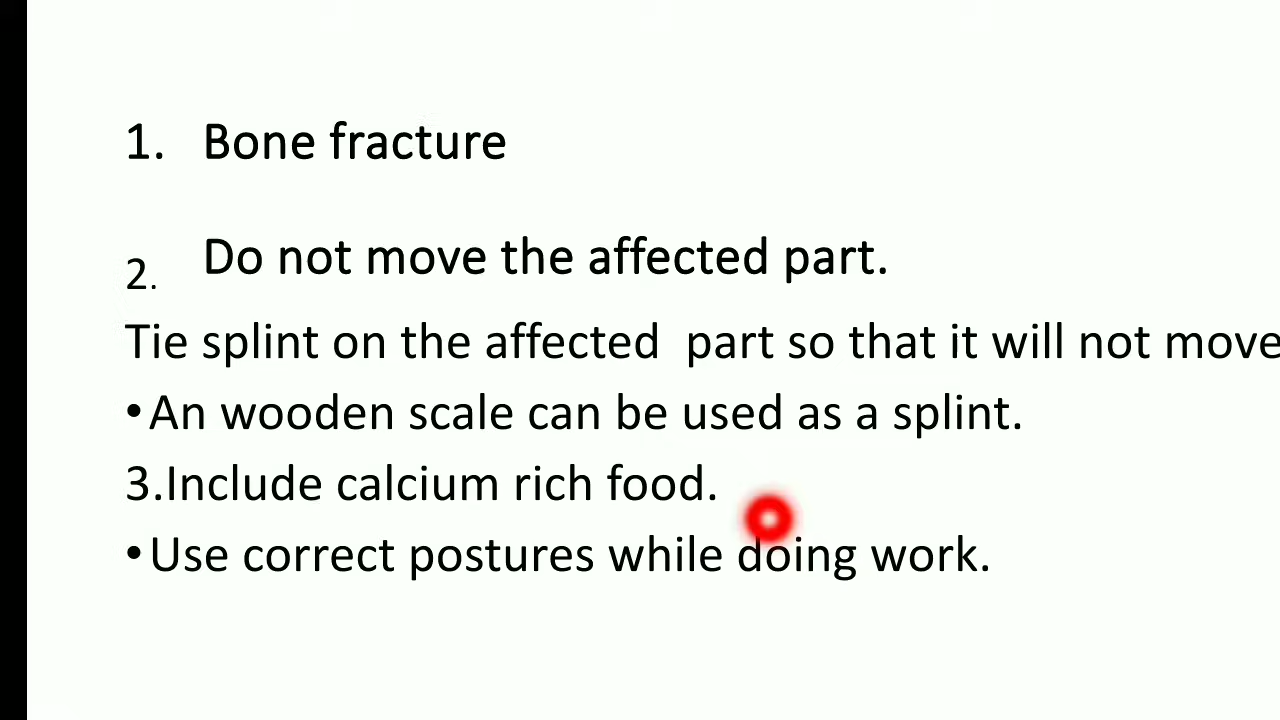 1. Bone fracture
2. Do not move the affected part.
Tie splint on the affected part so that it will not move
•An wooden scale can be used as a splint.
3.Include calcium rich food.
•Use correct postures while doing work.